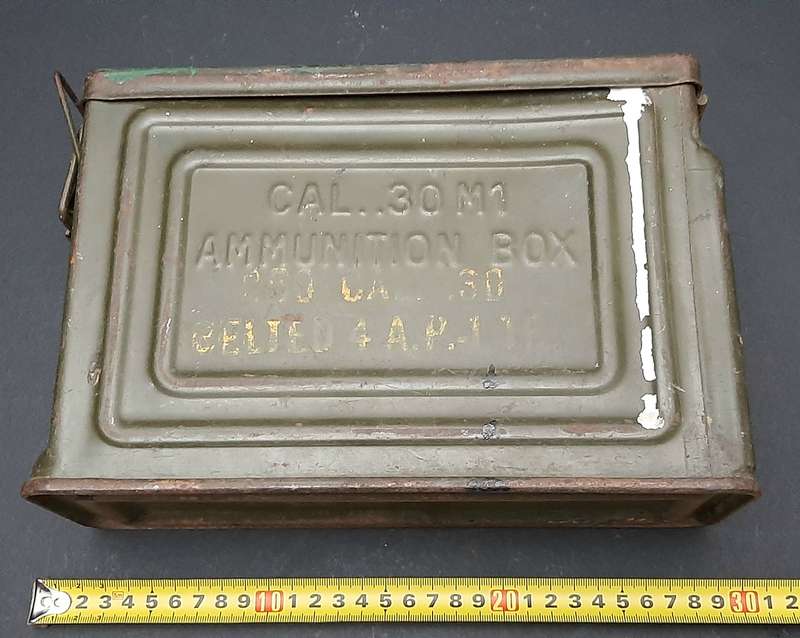 CAL. .30 M1
AMMUNITION BOX
CAL. .30
BELTED 4 A.P.-1
2 3 4 5 6 7 8 9 10 1 2 3 4 5 6 7 8 9 20 1 2 3 4 5 6 7 8 9 30 1 2